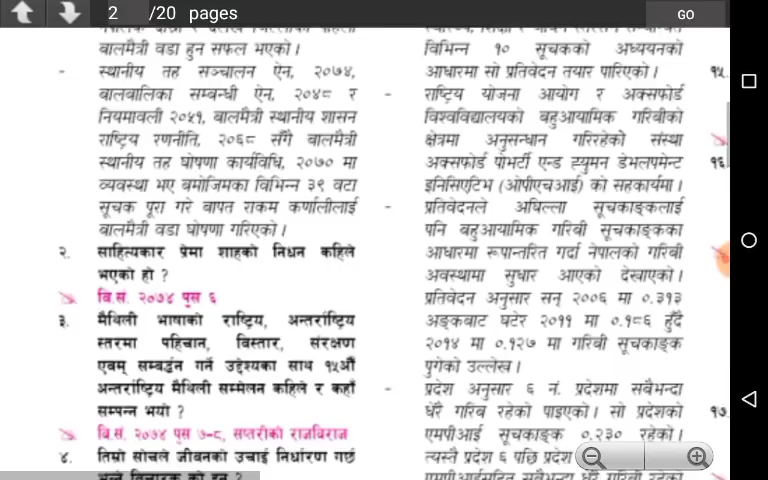 2 /20 pages
GO
बालमैत्री वडा हुन सफल भएको ।
- स्थानीय तह सञ्चालन ऐन, २०७४,
बालबालिका सम्बन्धी ऐन, २०४८ र
नियमावली २०५१, बालमैत्री स्थानीय शासन
राष्ट्रिय रणनीति, २०६८ सँगै बालमैत्री
स्थानीय तह घोषणा कार्यविधि, २०७० मा
व्यवस्था भए बमोजिमका विभिन्न ३९ वटा
सूचक पूरा गरे बापत राकम कर्णालीलाई
बालमैत्री वडा घोषणा गरिएको ।
२. साहित्यकार प्रेमा शाहको निधन कहिले
भएको हो ?
वि.सं. २०७४ पुस ६
३. मैथिली भाषाको राष्ट्रिय, अन्तर्राष्ट्रिय
स्तरमा पहिचान, विस्तार, संरक्षण
एवम् सम्बर्द्धन गर्ने उद्देश्यका साथ १५औँ
अन्तर्राष्ट्रिय मैथिली सम्मेलन कहिले र कहाँ
सम्पन्न भयो ?
वि.सं. २०७४ पुस ७-८, सप्तरीको राजविराज
४. तिम्रो सोचले जीवनको उचाई निर्धारण गर्छ
विभिन्न १० सूचकको अध्ययनको
आधारमा सो प्रतिवेदन तयार पारिएको ।
- राष्ट्रिय योजना आयोग र अक्सफोर्ड
विश्वविद्यालयको बहुआयामिक गरिबीको
क्षेत्रमा अनुसन्धान गरिरहेको संस्था
अक्सफोर्ड पोभर्टी एन्ड ह्युमन डेभलपमेन्ट
इनिसिएटिभ (ओपीएचआई) को सहकार्यमा ।
- प्रतिवेदनले अघिल्ला सूचकाङ्कलाई
पनि बहुआयामिक गरिबी सूचकाङ्कका
आधारमा रूपान्तरित गर्दा नेपालको गरिबी
अवस्थामा सुधार आएको देखाएको ।
प्रतिवेदन अनुसार सन् २००६ मा ०.३१३
अङ्कबाट घटेर २०११ मा ०.१८६ हुँदै
२०१४ मा ०.१२७ मा गरिबी सूचकाङ्क
पुगेको उल्लेख ।
- प्रदेश अनुसार ६ नं. प्रदेशमा सबैभन्दा
धेरै गरिब रहेको पाइएको । सो प्रदेशको
एमपीआई सूचकाङ्क ०.२३० रहेको ।
त्यस्तै प्रदेश ६ पछि प्रदेश
१५.
१६.
१७.